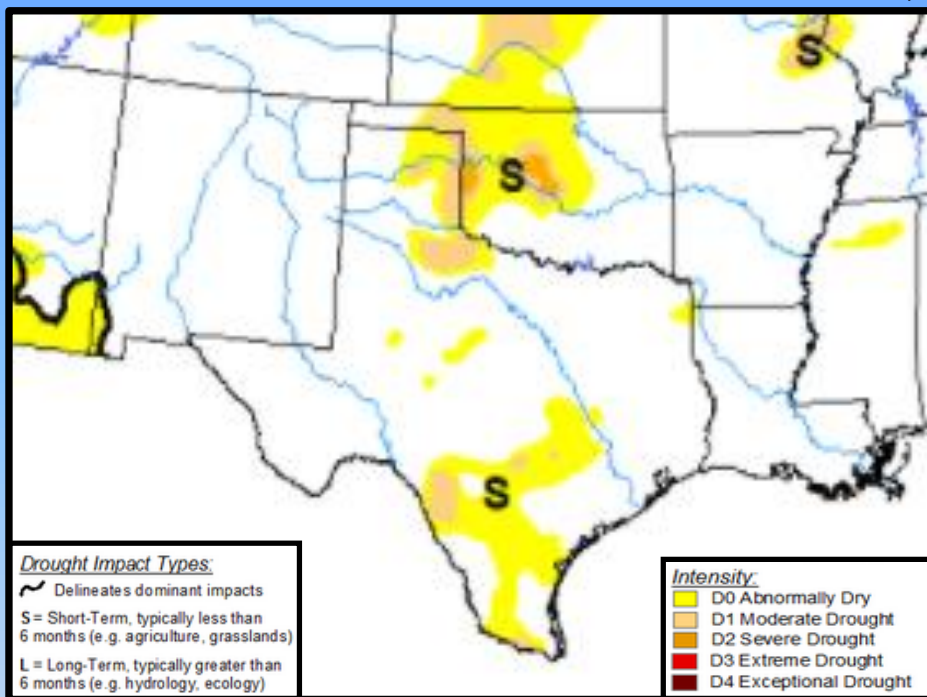 S
S
S
Drought Impact Types:
Delineates dominant impacts
S = Short-Term, typically less than
6 months (e.g. agriculture, grasslands)
L = Long-Term, typically greater than
6 months (e.g. hydrology, ecology)
Intensity:
D0 Abnormally Dry
D1 Moderate Drought
D2 Severe Drought
D3 Extreme Drought
D4 Exceptional Drought